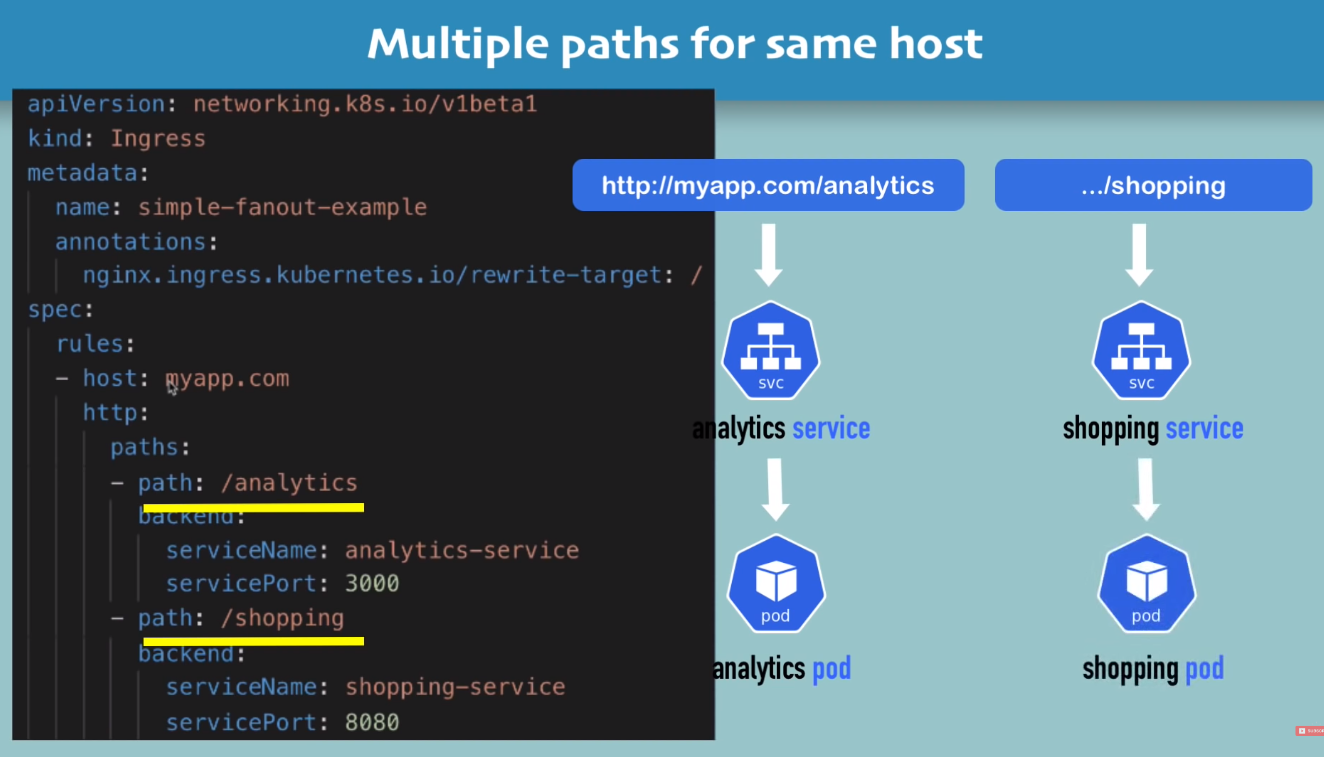 Multiple paths for same host
apiVersion: networking.k8s.io/v1beta1
kind: Ingress
metadata:
  name: simple-fanout-example
  annotations:
    nginx.ingress.kubernetes.io/rewrite-target: /
spec:
  rules:
  - host: myapp.com
    http:
      paths:
      - path: /analytics
        backend:
          serviceName: analytics-service
          servicePort: 3000
      - path: /shopping
        backend:
          serviceName: shopping-service
          servicePort: 8080
http://myapp.com/analytics
svc
analytics service
pod
analytics pod
.../shopping
svc
shopping service
pod
shopping pod